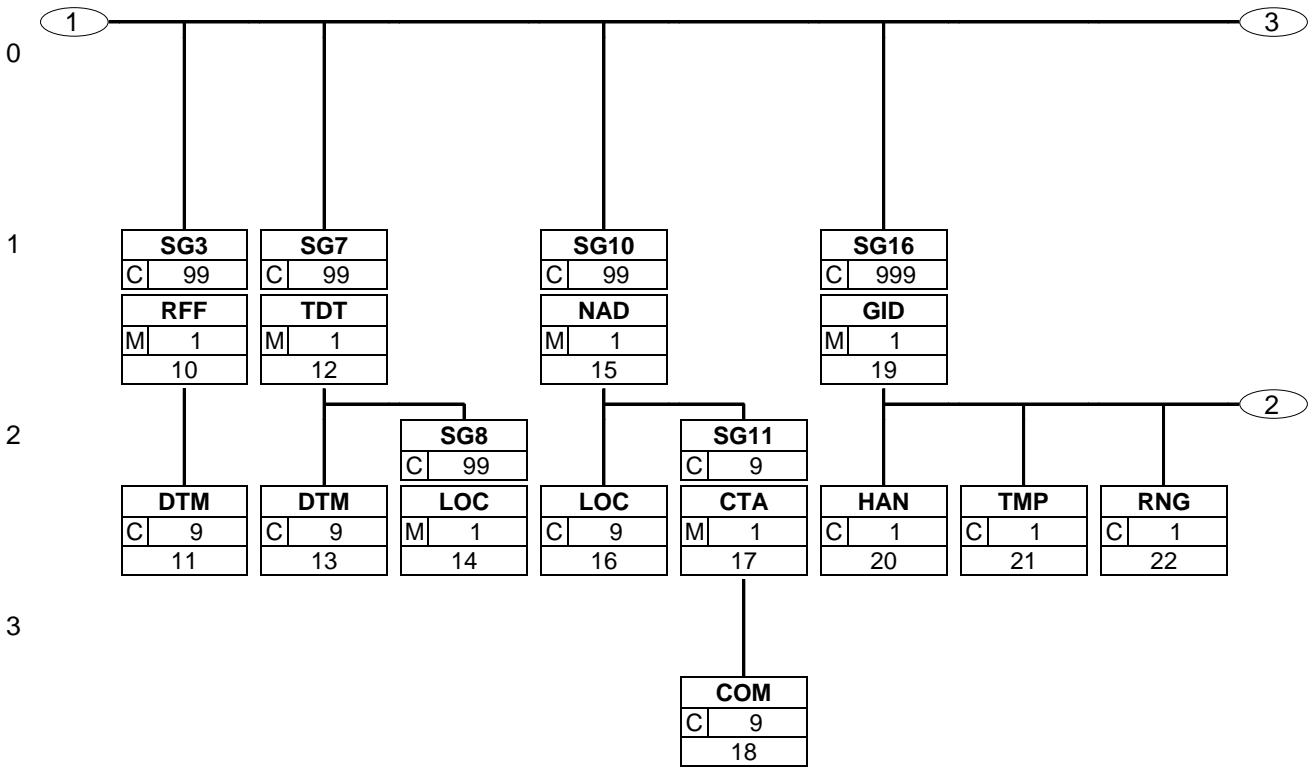 1 3
0
1
SG3 SG7 SG10 SG16
C 99 C 99 C 99 C 999
RFF TDT NAD GID
M 1 M 1 M 1 M 1
10 12 15 19
2
2
SG8 SG11
C 99 C 9
DTM DTM LOC LOC CTA HAN TMP RNG
C 9 C 9 M 1 C 9 M 1 C 1 C 1 C 1
11 13 14 16 17 20 21 22
3
COM
C 9
18